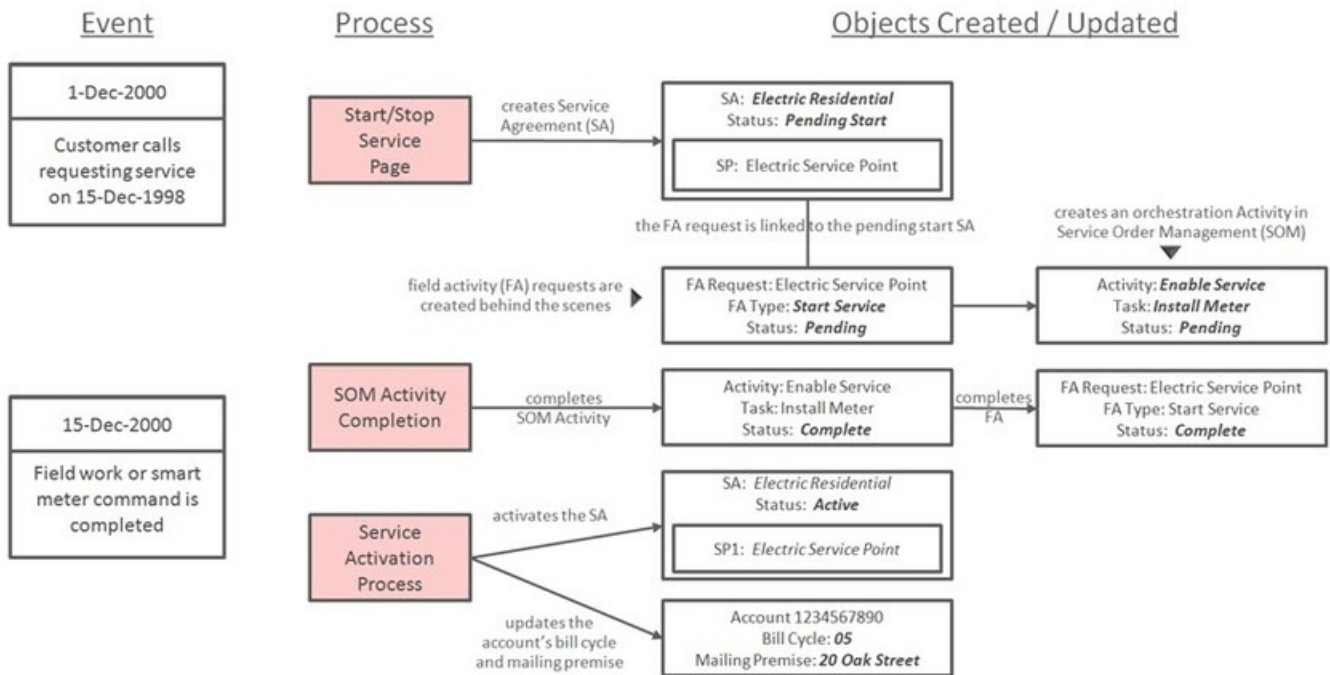 Event
Process
Objects Created / Updated
1-Dec-2000
Customer calls
requesting service
on 15-Dec-1998
Start/Stop
Service
Page
creates Service
Agreement (SA)
SA: Electric Residential
Status: Pending Start
SP: Electric Service Point
the FA request is linked to the pending start SA
creates an orchestration Activity in
Service Order Management (SOM)
field activity (FA) requests are
created behind the scenes
FA Request: Electric Service Point
FA Type: Start Service
Status: Pending
Activity: Enable Service
Task: Install Meter
Status: Pending
15-Dec-2000
Field work or smart
meter command is
completed
SOM Activity
Completion
completes
SOM Activity
Activity: Enable Service
Task: Install Meter
Status: Complete
completes
FA
FA Request: Electric Service Point
FA Type: Start Service
Status: Complete
Service
Activation
Process
activates the SA
SA: Electric Residential
Status: Active
SP1: Electric Service Point
updates the
account's bill cycle
and mailing premise
Account 1234567890
Bill Cycle: 05
Mailing Premise: 20 Oak Street